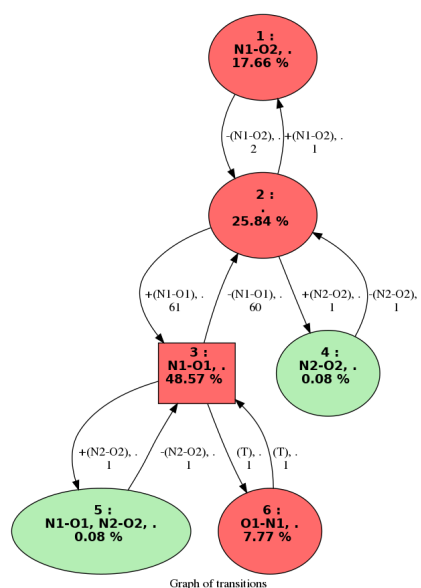 1 :
N1-O2, .
17.66 %
-(N1-O2), .
2
+(N1-O2), .
1
2 :
.
25.84 %
+(N1-O1), .
61
-(N1-O1), .
60
+(N2-O2), .
1
-(N2-O2), 
1
3 :
N1-O1, .
48.57 %
4 :
N2-O2, .
0.08 %
+(N2-O2), .
1
-(N2-O2), .
1
(T), .
1
(T), .
1
5 :
N1-O1, N2-O2, .
0.08 %
6 :
O1-N1, .
7.77 %
Graph of transitions